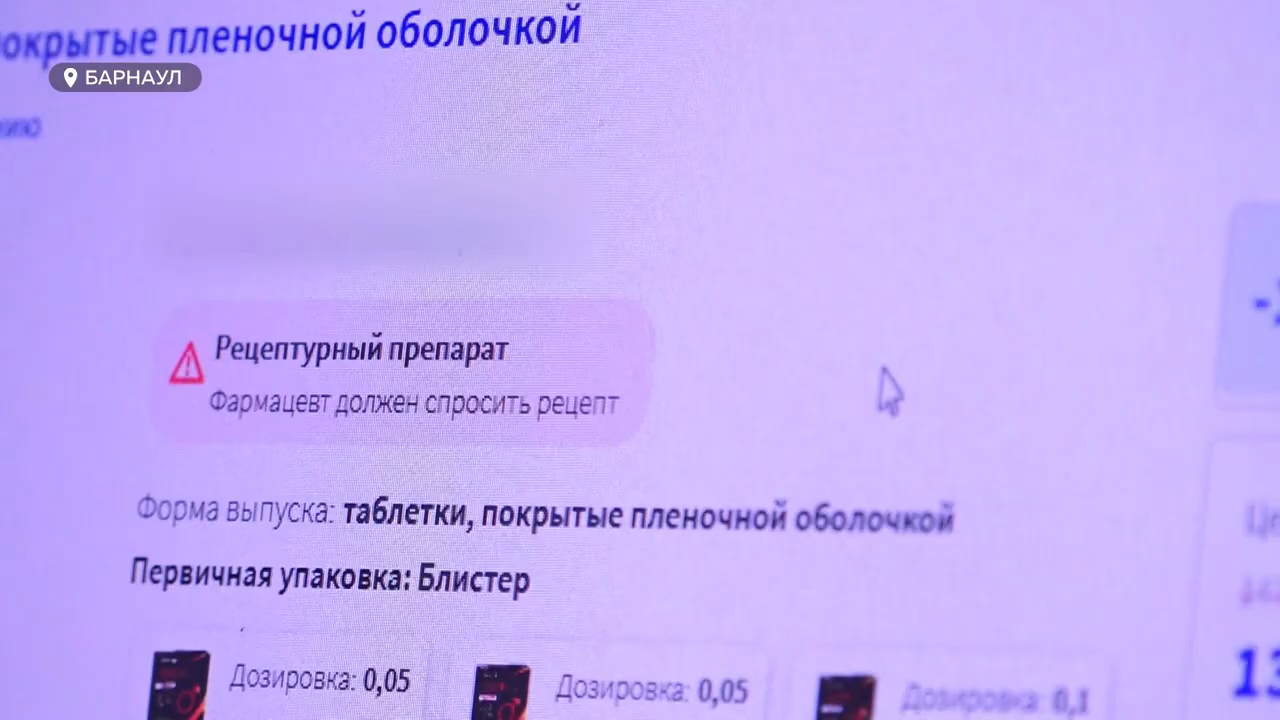 покрытые пленочной оболочкой
БАРНАУЛ
Рецептурный препарат
Фармацевт должен спросить рецепт
Форма выпуска: таблетки, покрытые пленочной оболочкой
Первичная упаковка: Блистер
Дозировка: 0,05
Дозировка: 0,05
Дозировка: 0,1